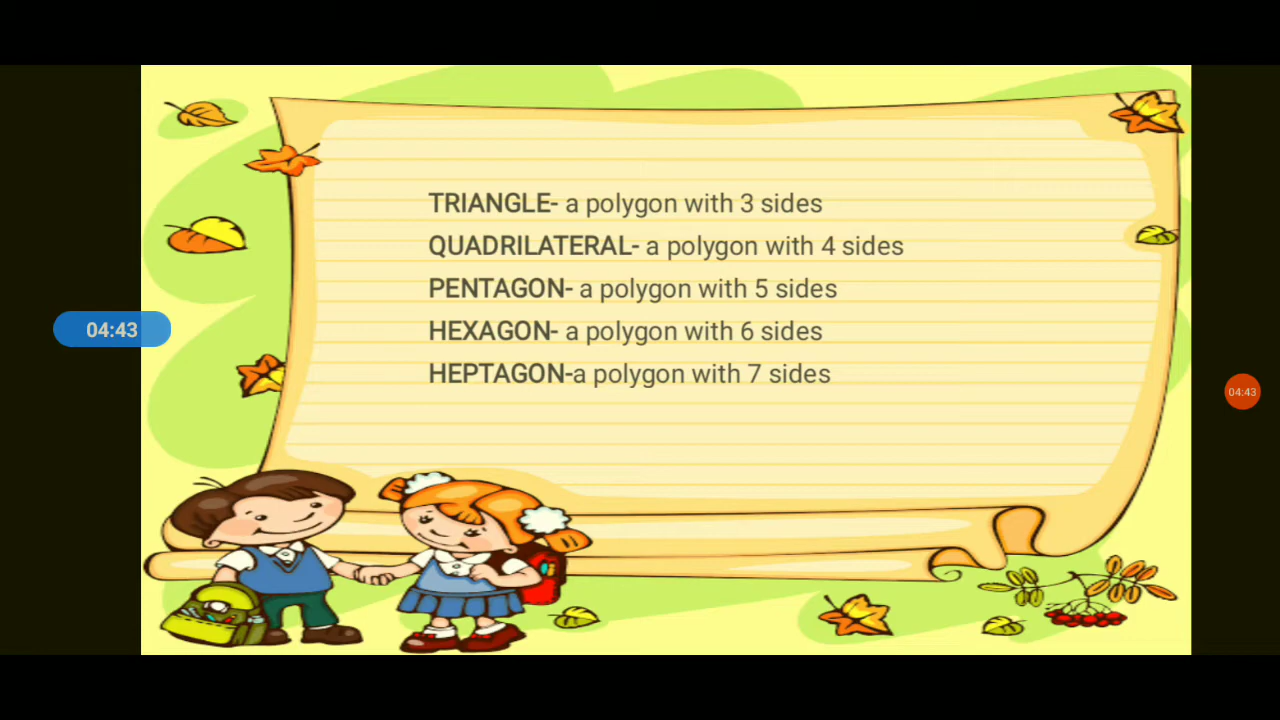 TRIANGLE- a polygon with 3 sides
QUADRILATERAL- a polygon with 4 sides
PENTAGON- a polygon with 5 sides
04:43
HEXAGON- a polygon with 6 sides
HEPTAGON-a polygon with 7 sides
04:43